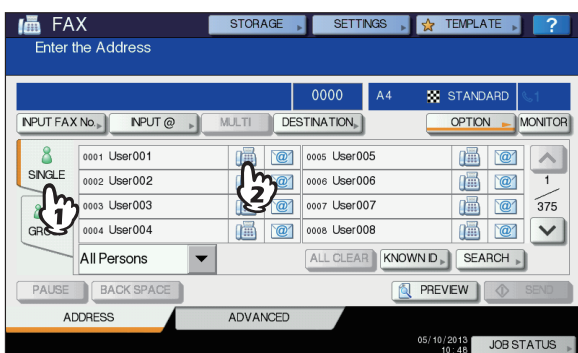 FAX STORAGE SETTINGS TEMPLATE ?
Enter the Address
0000 A4 STANDARD 1
INPUT FAX No. INPUT @ MULTI DESTINATION OPTION MONITOR
SINGLE
0001 User001 0005 User005
0002 User002 0006 User006
0003 User003 0007 User007
0004 User004 0008 User008
1
375
1
2
All Persons ALL CLEAR KNOWN ID SEARCH
PAUSE BACK SPACE PREVIEW SEND
ADDRESS ADVANCED
05/10/2013
10:48 JOB STATUS